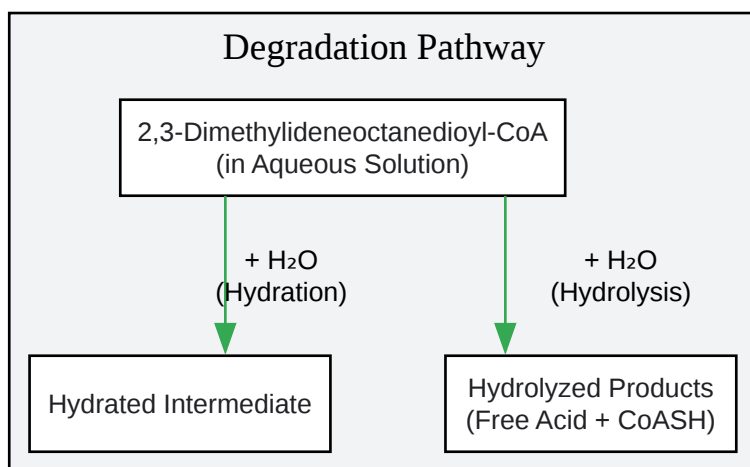 Degradation Pathway
2,3-Dimethylideneoctanedioyl-CoA
(in Aqueous Solution)
+ H₂O
(Hydration)
+ H₂O
(Hydrolysis)
Hydrated Intermediate
Hydrolyzed Products
(Free Acid + CoASH)